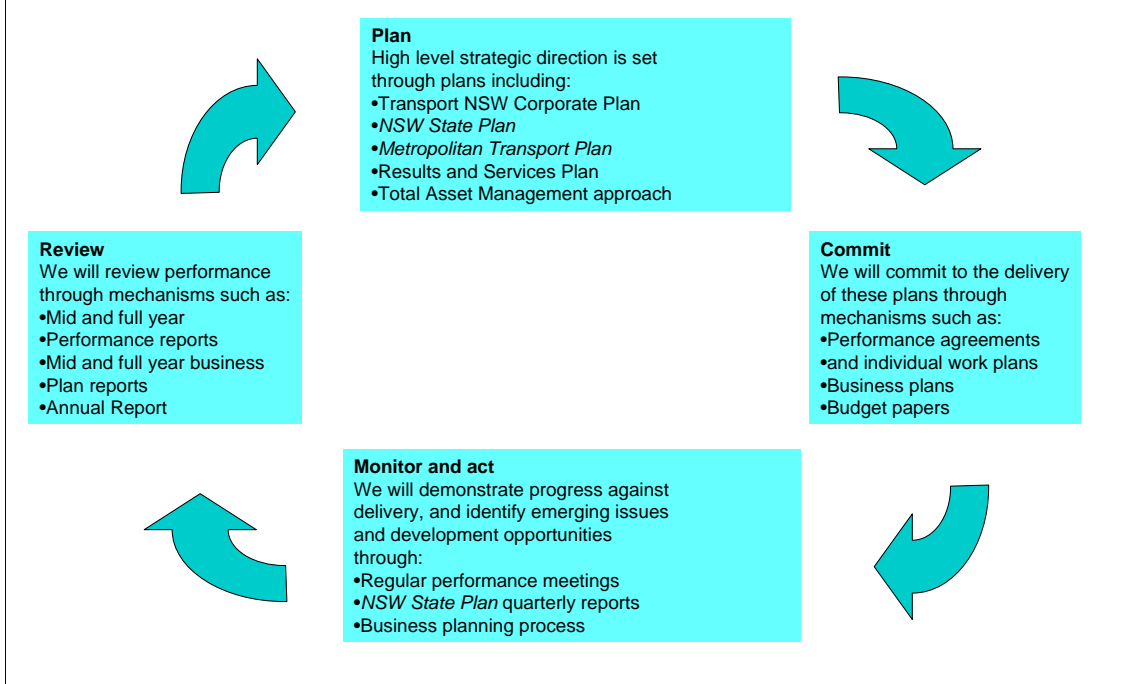 Plan
High level strategic direction is set
through plans including:
•Transport NSW Corporate Plan
•NSW State Plan
•Metropolitan Transport Plan
•Results and Services Plan
•Total Asset Management approach
Commit
We will commit to the delivery
of these plans through
mechanisms such as:
•Performance agreements
•and individual work plans
•Business plans
•Budget papers
Monitor and act
We will demonstrate progress against
delivery, and identify emerging issues
and development opportunities
through:
•Regular performance meetings
•NSW State Plan quarterly reports
•Business planning process
Review
We will review performance
through mechanisms such as:
•Mid and full year
•Performance reports
•Mid and full year business
•Plan reports
•Annual Report